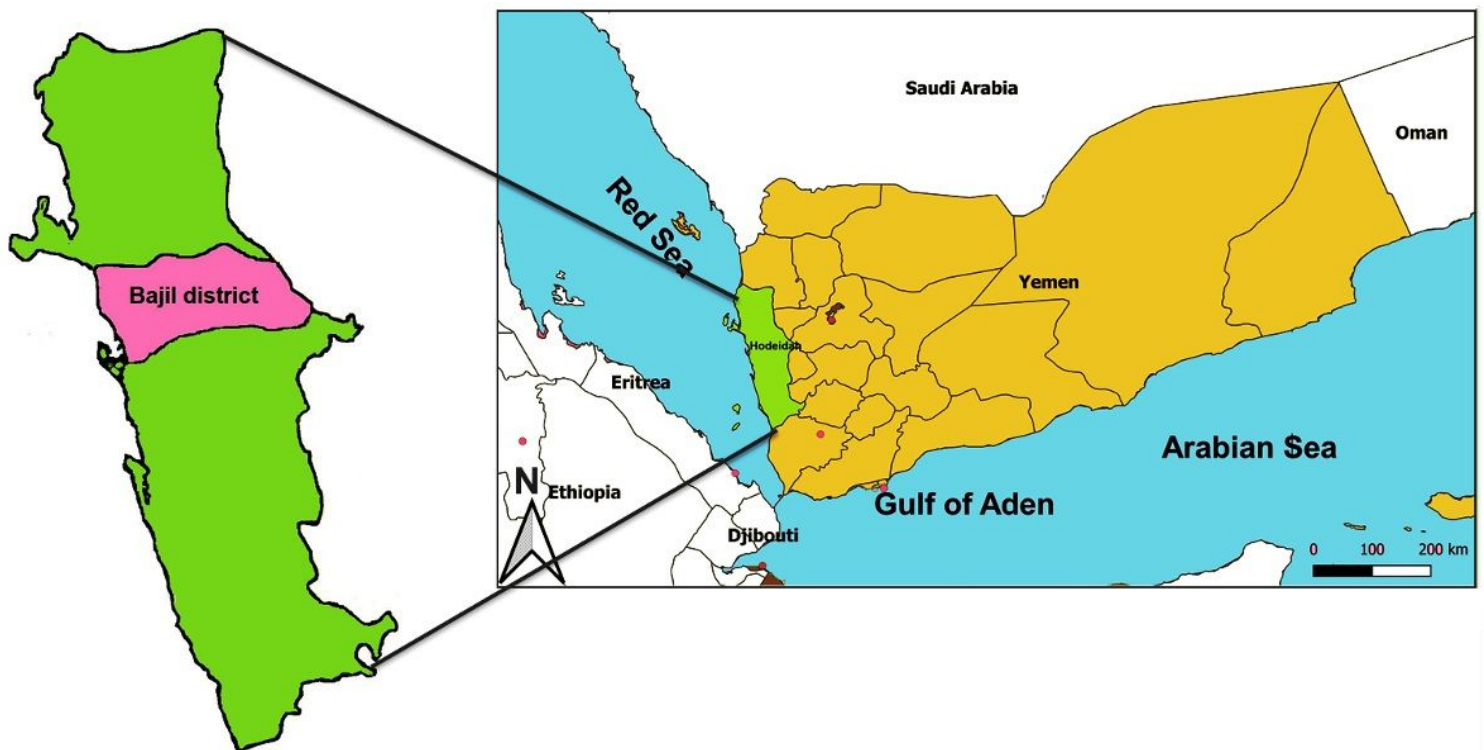 Bajil district
Saudi Arabia
Oman
Red Sea
Yemen
Hodeidah
Eritrea
Arabian Sea
N
Ethiopia
Gulf of Aden
Djibouti
0 100 200 km